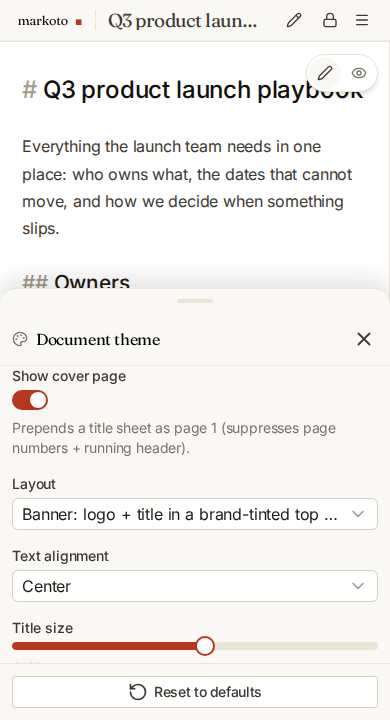 markoto
Q3 product laun...
# Q3 product launch playbook
Everything the launch team needs in one
place: who owns what, the dates that cannot
move, and how we decide when something
slips.
## Owners
Document theme
Show cover page
Prepends a title sheet as page 1 (suppresses page
numbers + running header).
Layout
Banner: logo + title in a brand-tinted top ...
Text alignment
Center
Title size
Reset to defaults